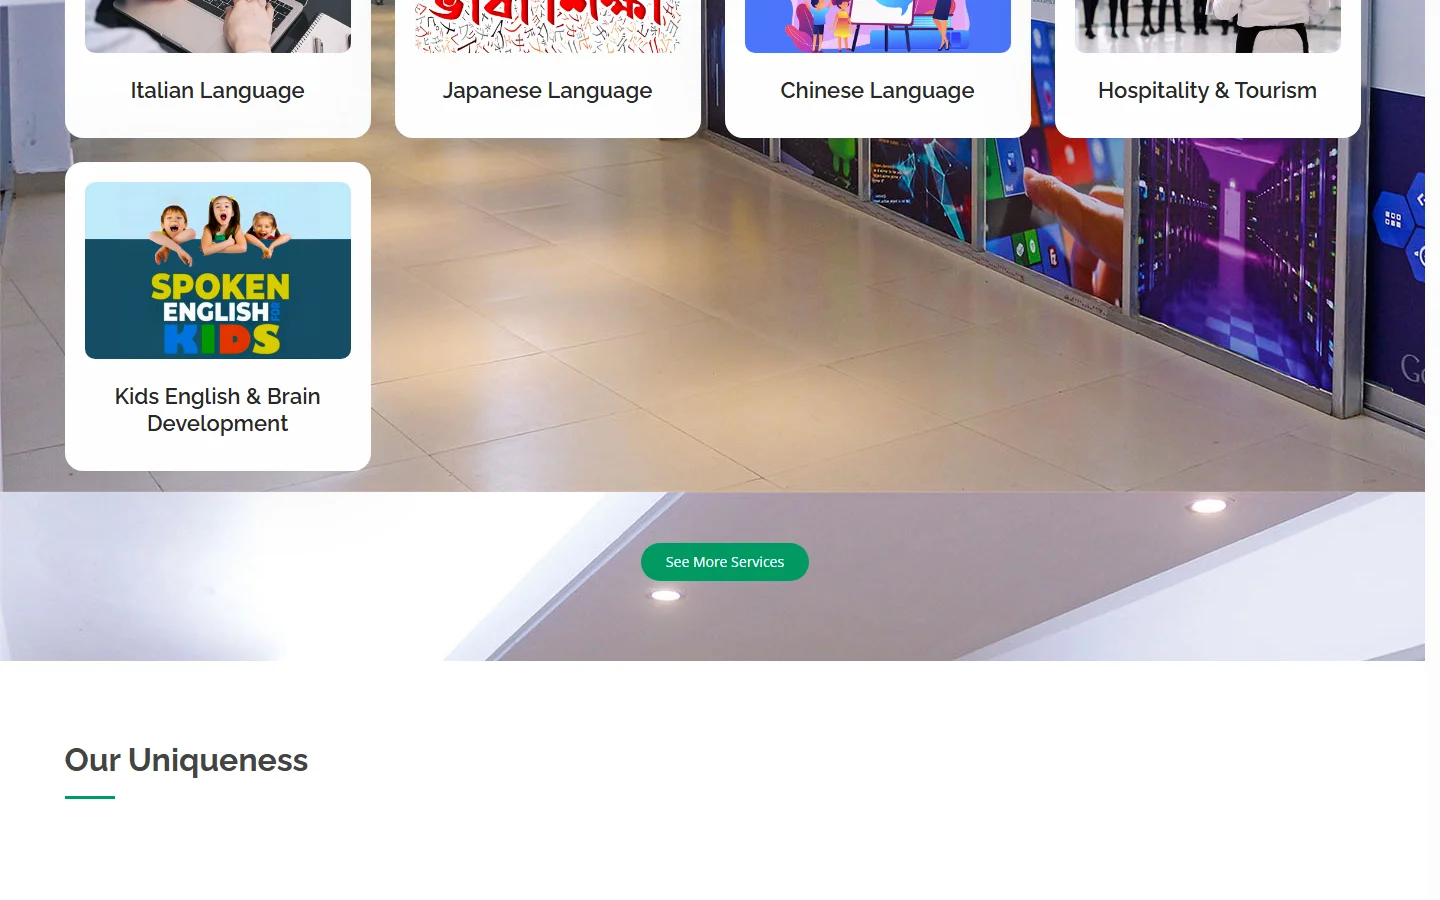 ভাষা শিক্ষা
Italian Language
Japanese Language
Chinese Language
Hospitality & Tourism
SPOKEN
ENGLISH FOR
KIDS
Kids English & Brain
Development
See More Services
Our Uniqueness